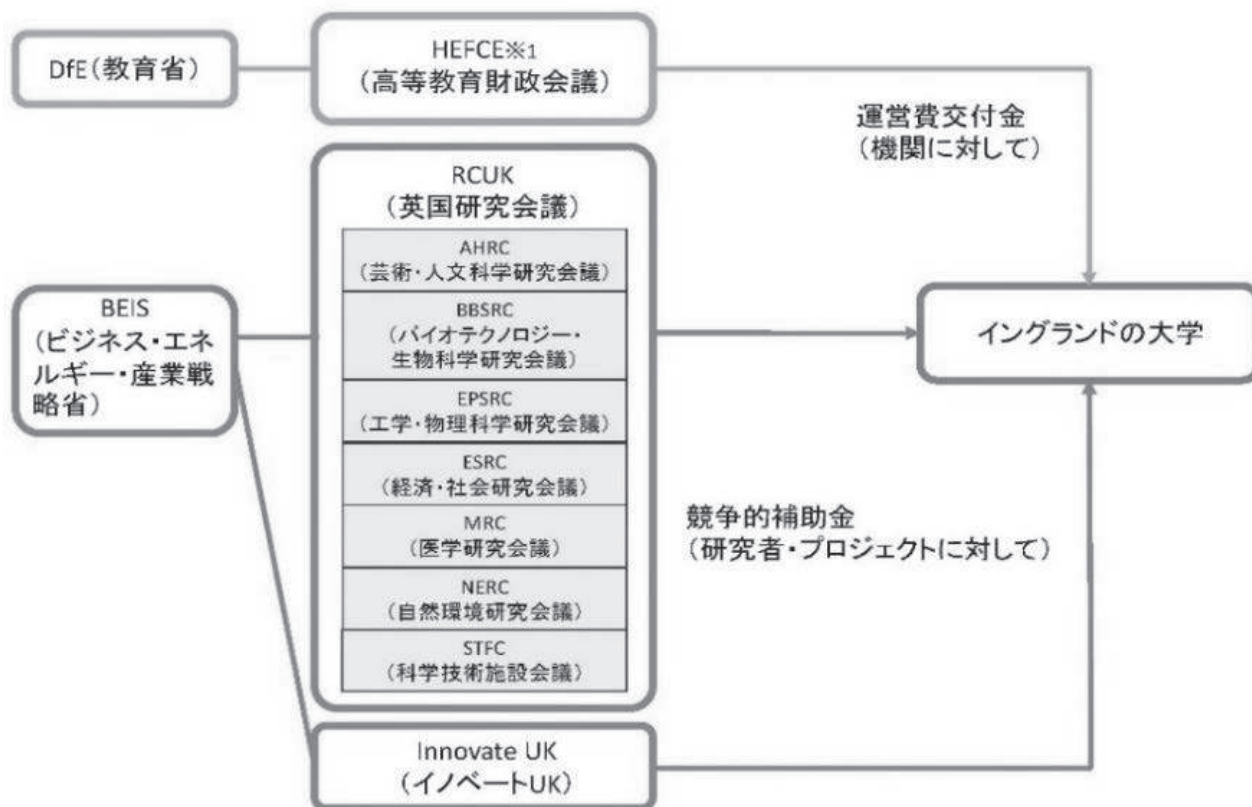 DfE(教育省)
HEFCE※1
(高等教育財政会議)
運営費交付金
(機関に対して)
RCUK
(英国研究会議)
AHRC
(芸術・人文科学研究会議)
BBSRC
(バイオテクノロジー・
生物科学研究会議)
EPSRC
(工学・物理科学研究会議)
ESRC
(経済・社会研究会議)
MRC
(医学研究会議)
NERC
(自然環境研究会議)
STFC
(科学技術施設会議)
BEIS
(ビジネス・エネ
ルギー・産業戦
略省)
イングランドの大学
競争的補助金
(研究者・プロジェクトに対して)
Innovate UK
(イノベートUK)